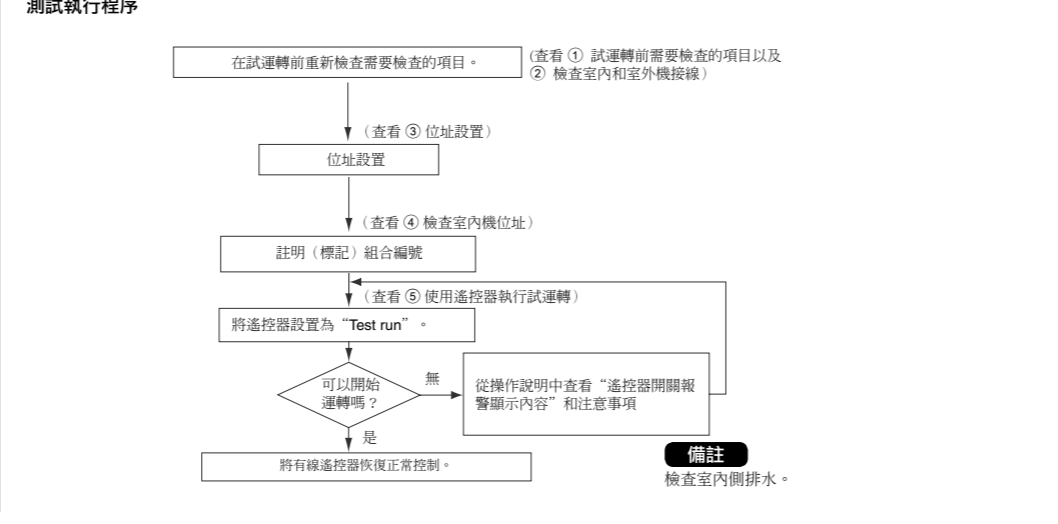 測試執行程序
在試運轉前重新檢查需要檢查的項目。
(查看 ① 試運轉前需要檢查的項目以及
② 檢查室內和室外機接線)
(查看 ③ 位址設置)
位址設置
(查看 ④ 檢查室內機位址)
註明(標記)組合編號
(查看 ⑤ 使用遙控器執行試運轉)
將遙控器設置為“Test run”。
可以開始
運轉嗎?
無
從操作說明中查看“遙控器開關報
警顯示內容”和注意事項
是
將有線遙控器恢復正常控制。
備註
檢查室內側排水。